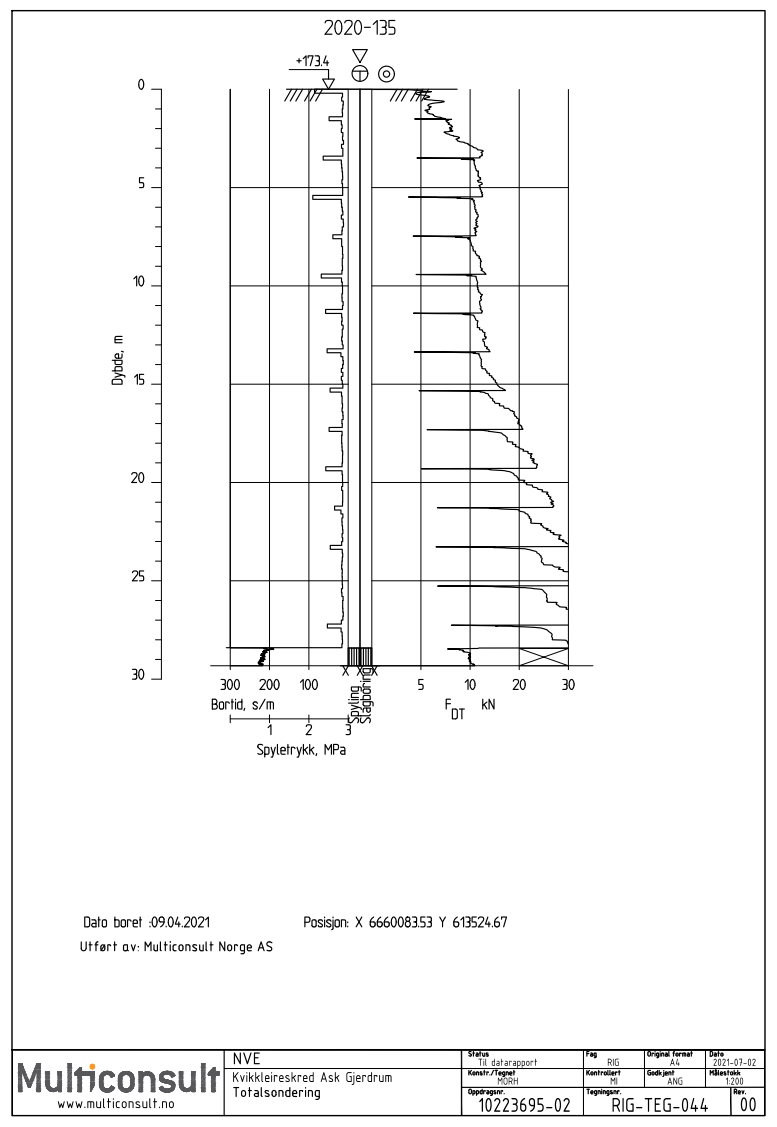 2020-135
+173.4
0
5
10
15
20
25
30
Dybde, m
300 200 100
Bortid, s/m
1 2 3
Spyletrykk, MPa
Spyling
Slagboring
5 10 20 30
FDT kN
Dato boret :09.04.2021
Posisjon: X 6660083.53 Y 613524.67
Utført av: Multiconsult Norge AS
Multiconsult
www.multiconsult.no
NVE
Kvikkleireskred Ask Gjerdrum
Totalsondering
Status
Til datarapport
Fag
RIG
Original format
A4
Dato
2021-07-02
Konstr./Tegnet
MORH
Kontrollert
MI
Godkjent
ANG
Målestokk
1:200
Oppdragsnr.
10223695-02
Tegningsnr.
RIG-TEG-044
Rev.
00